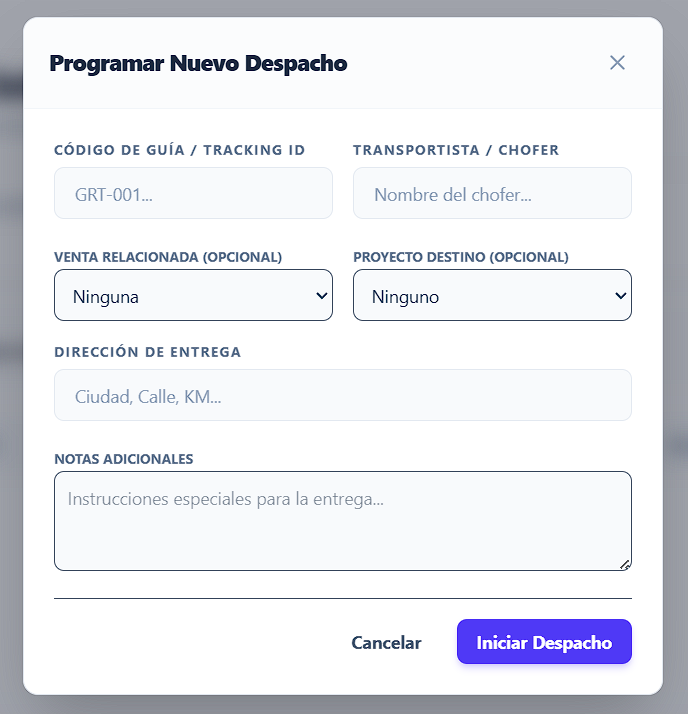 Programar Nuevo Despacho
CÓDIGO DE GUÍA / TRACKING ID
TRANSPORTISTA / CHOFER
GRT-001...
Nombre del chofer...
VENTA RELACIONADA (OPCIONAL)
PROYECTO DESTINO (OPCIONAL)
Ninguna
Ninguno
DIRECCIÓN DE ENTREGA
Ciudad, Calle, KM...
NOTAS ADICIONALES
Instrucciones especiales para la entrega...
Cancelar
Iniciar Despacho